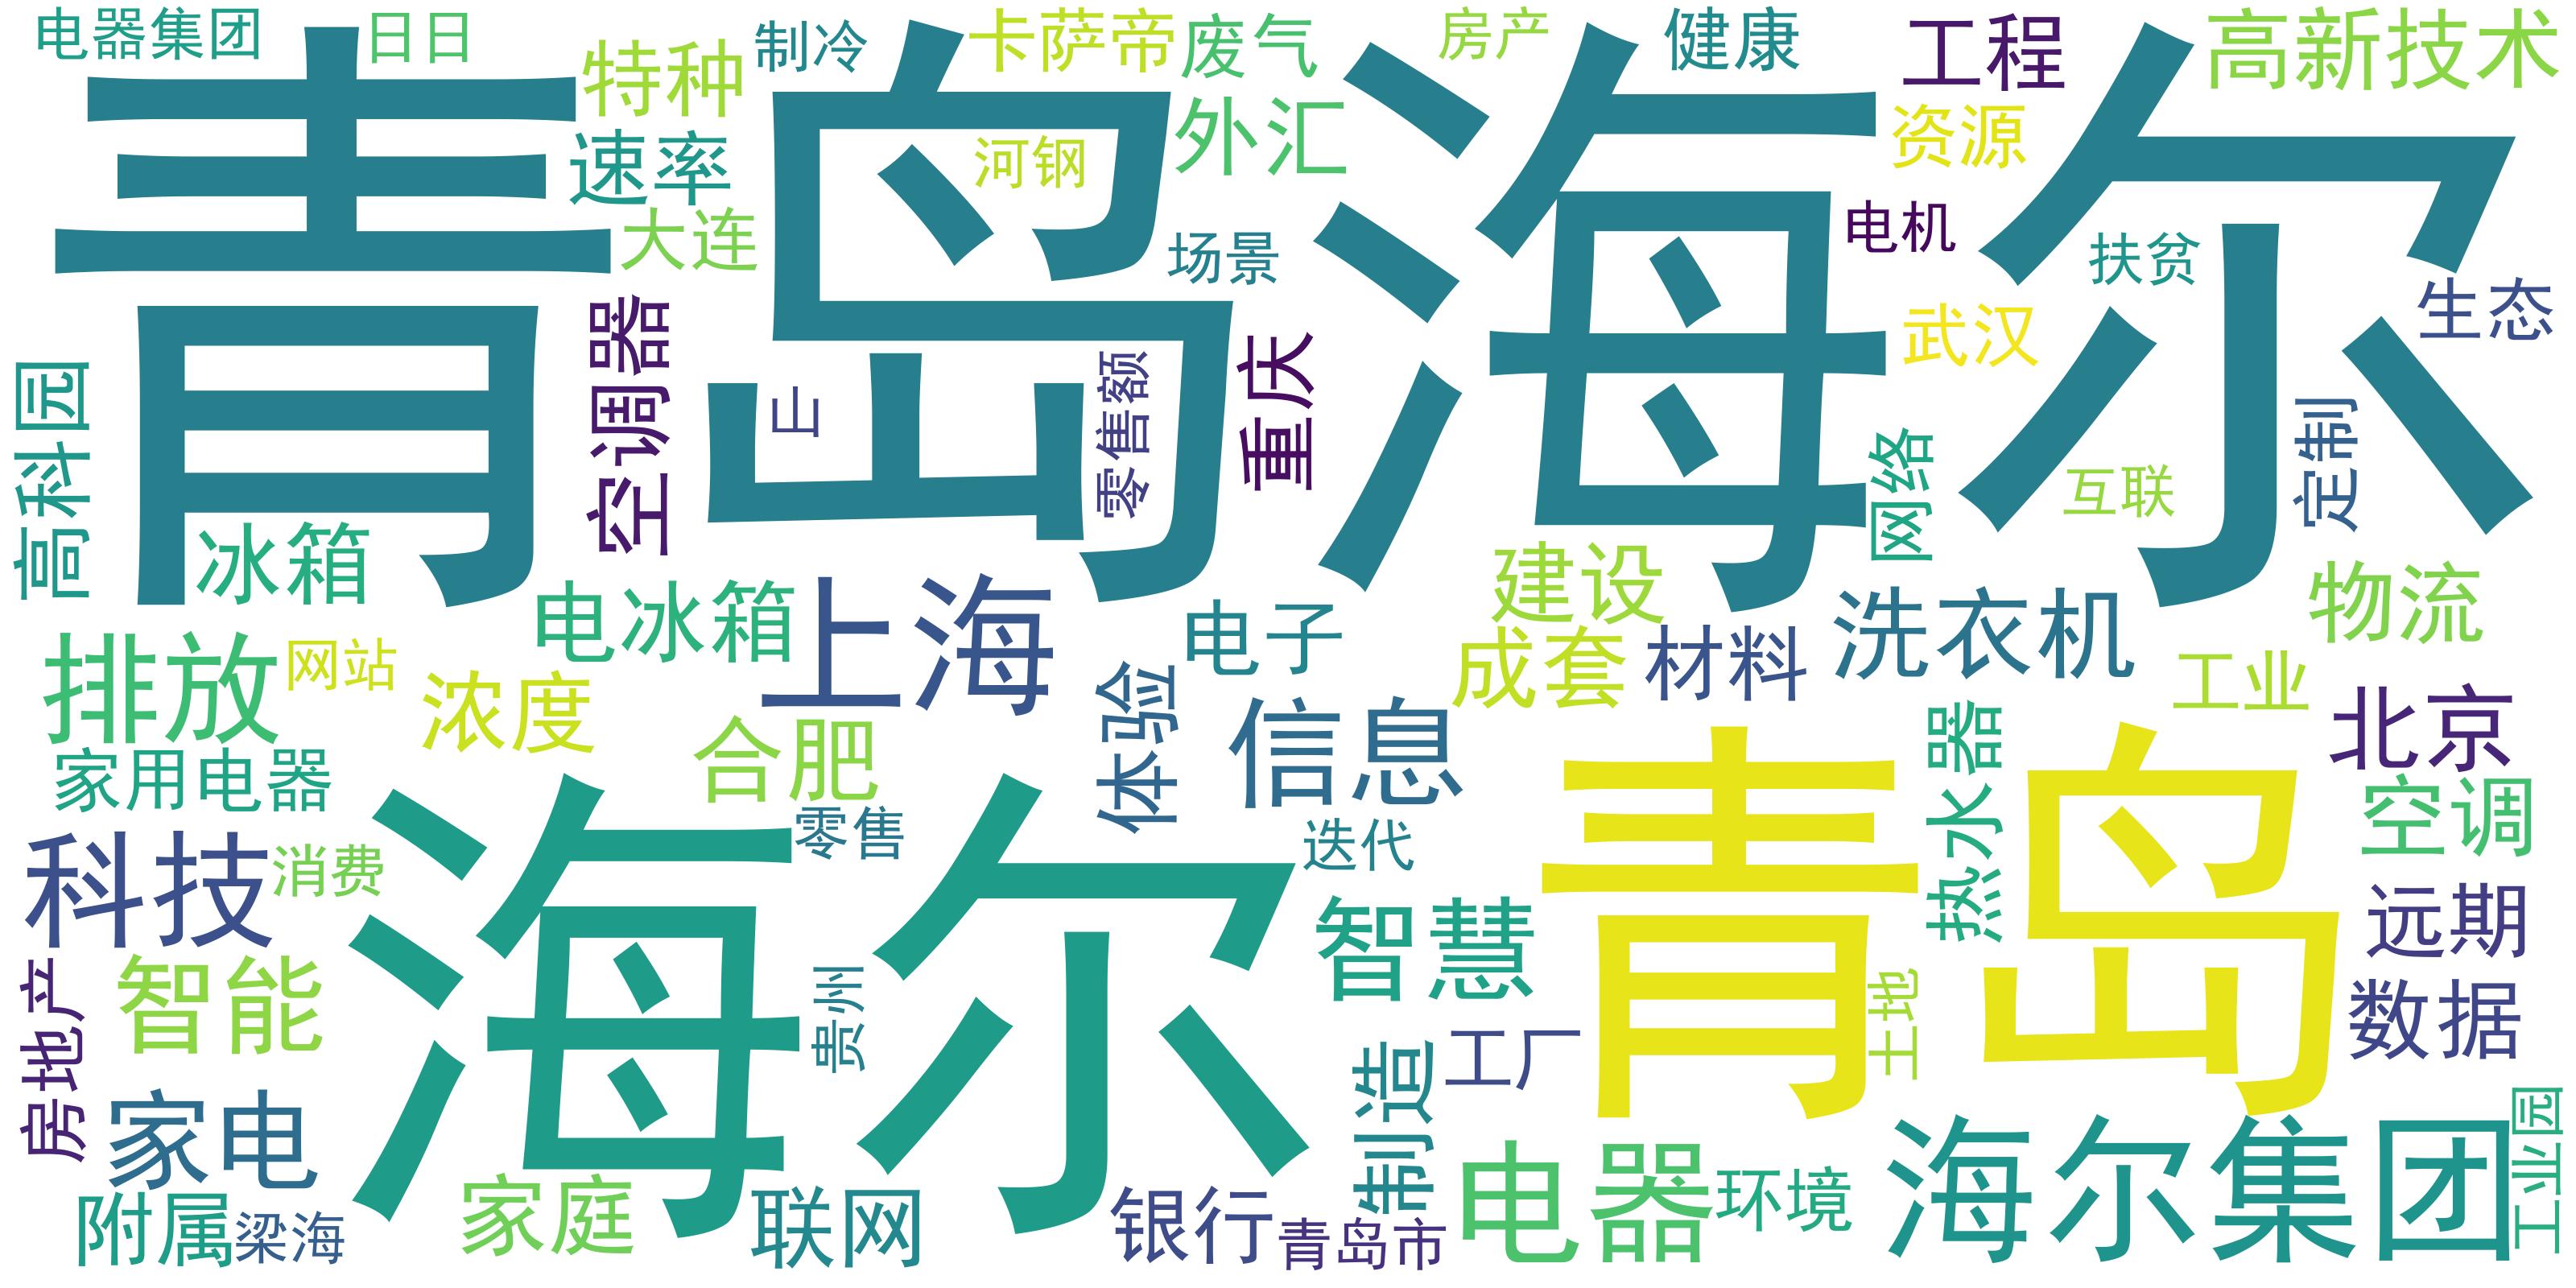 电器集团
日日
特种
制冷
卡萨帝
废气
房产
健康
工程
高新技术
青岛海尔
速率
河钢
外汇
资源
大连
场景
电机
扶贫
生态
武汉
高科园
空调器
零售额
重庆
网络
互联
定制
冰箱
电冰箱
上海
电子
建设
洗衣机
物流
排放
网站
浓度
合肥
体验
信息
成套
材料
工业
北京
家用电器
零售
迭代
热水器
空调
科技
消费
海尔
智慧
青岛
远期
房地产
智能
贵州
工厂
土地
数据
家电
制造
附属
梁海
家庭
联网
银行
青岛市
电器
环境
海尔集团
工业园